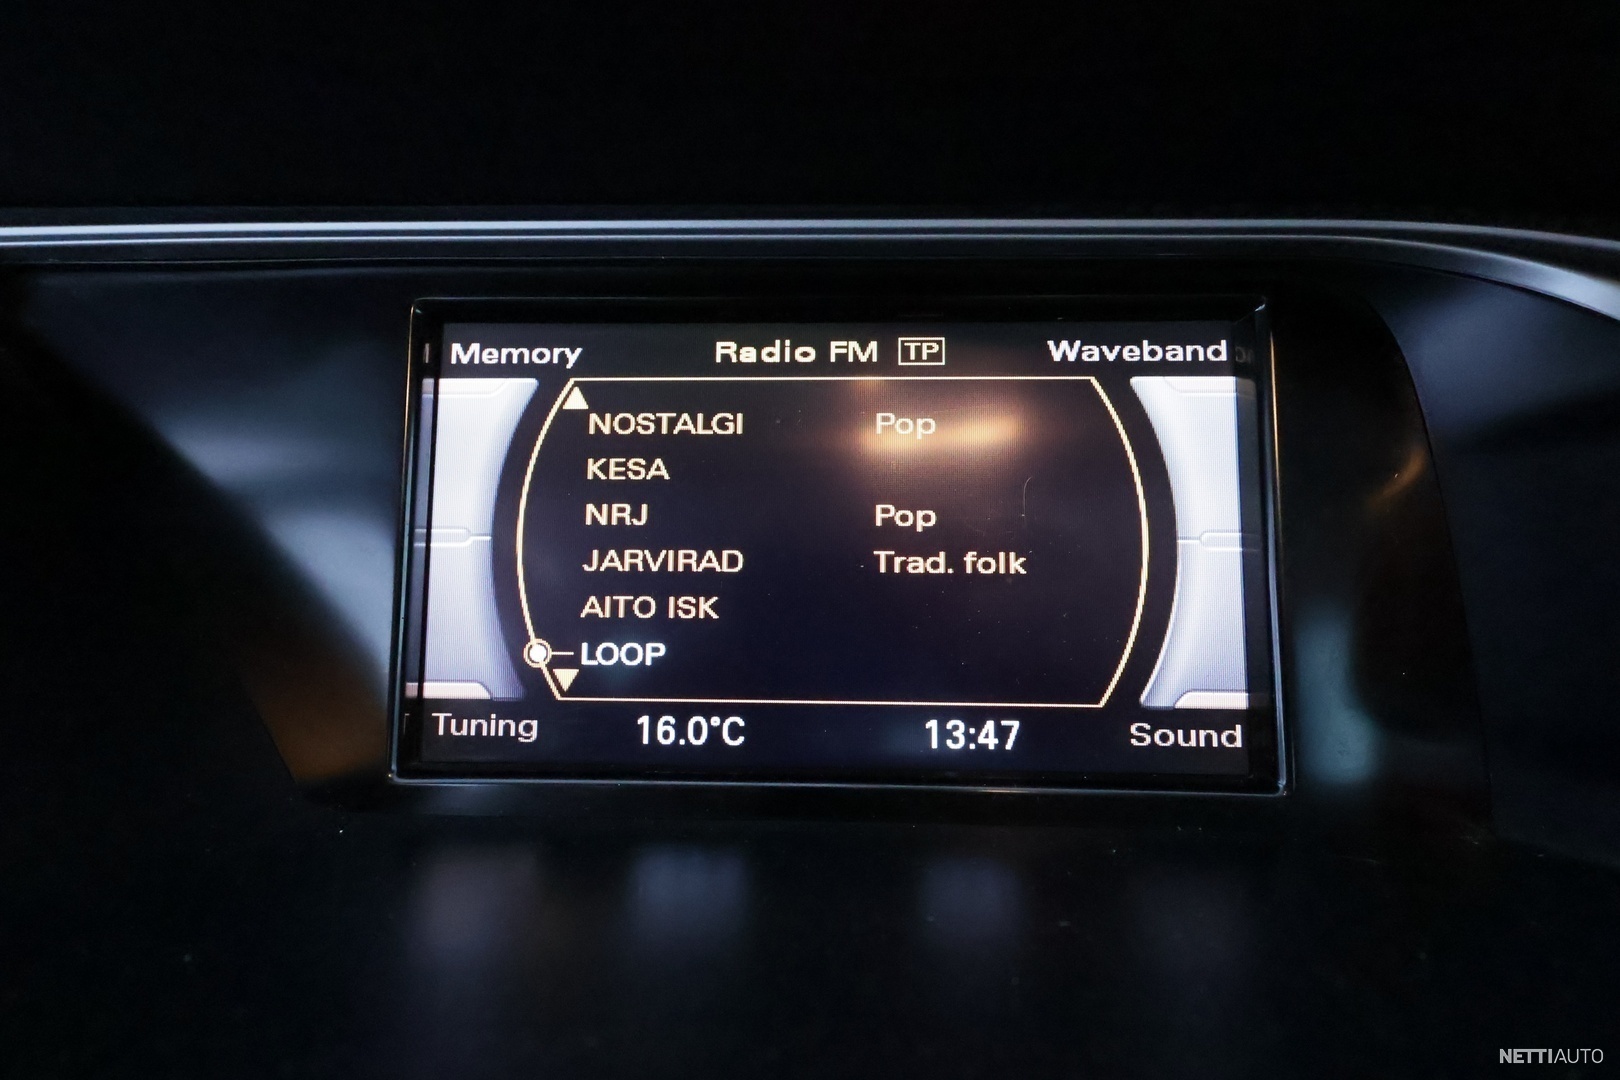 Memory Radio FM TP Waveband
NOSTALGI Pop
KESA
NRJ Pop
JARVIRAD Trad. folk
AITO ISK
LOOP
Tuning 16.0°C 13:47 Sound
NETTIAUTO